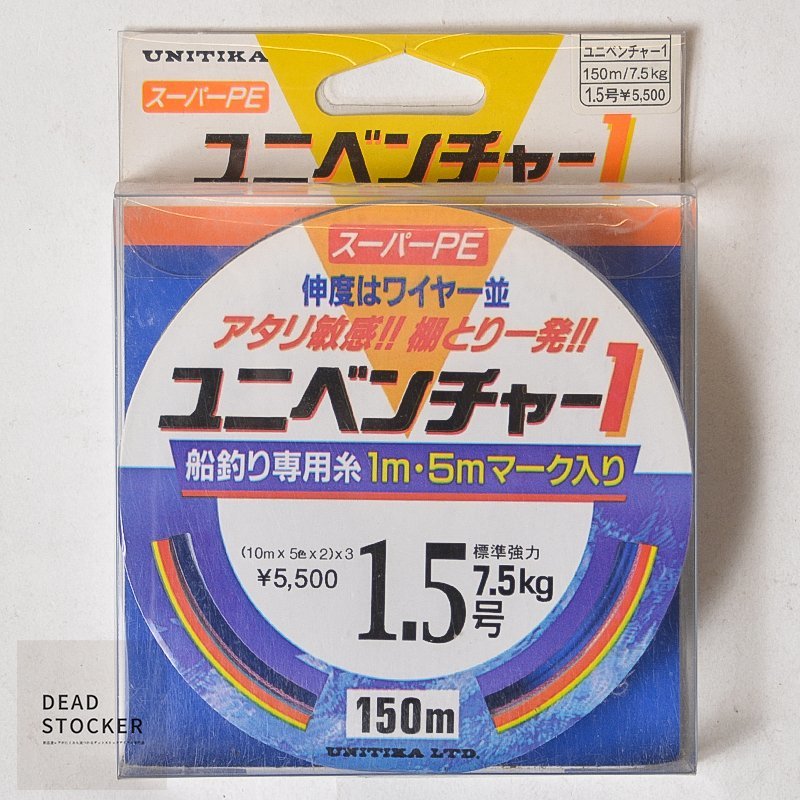 UNITIKA
スーパーPE
ユニベンチャー1
150m/7.5kg
1.5号¥5,500
ユニベンチャー1
スーパーPE
伸度はワイヤー並
アタリ敏感!! 棚とり一発!!
ユニベンチャー1
船釣り専用糸1m・5mマーク入り
(10m×5色×2)×3
¥5,500
1.5号
標準強力
7.5kg
150m
UNITIKA LTD.
DEAD
STOCKER